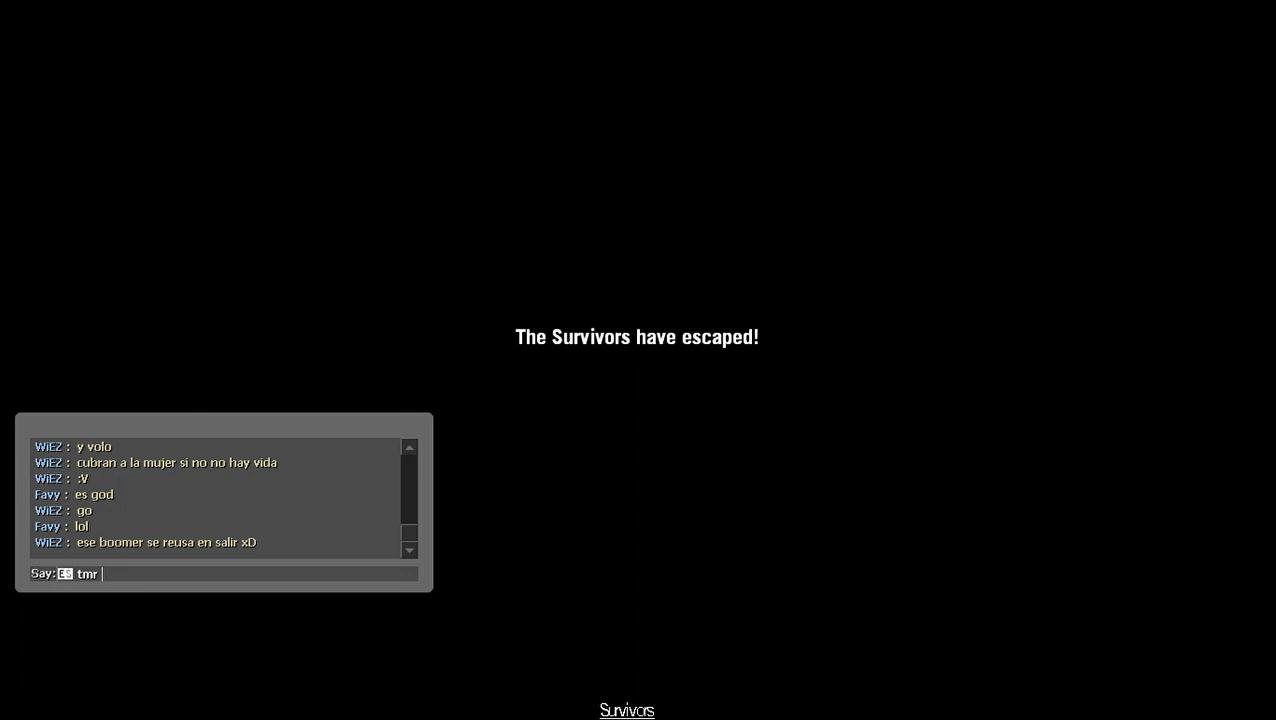 The Survivors have escaped!
WiEZ : y volo
WiEZ : cubran a la mujer si no no hay vida
WiEZ : :V
Favy : es god
WiEZ : go
Favy : lol
WiEZ : ese boomer se reusa en salir xD
Say: ES tmr
Survivors